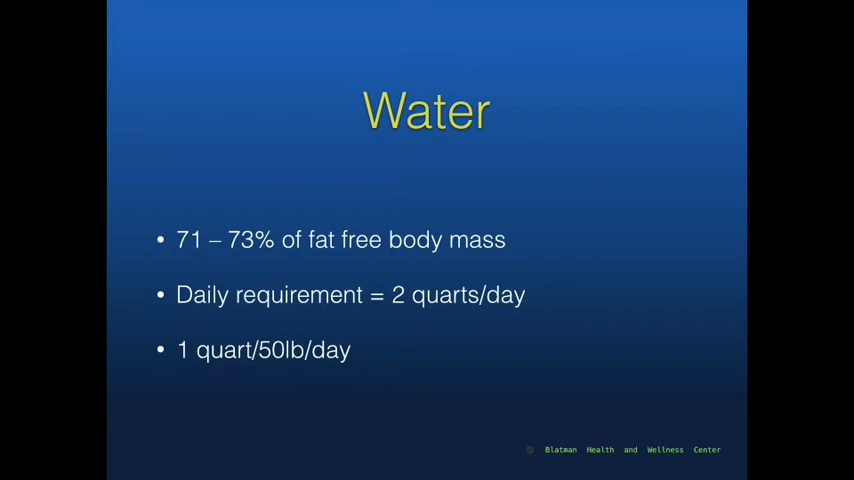 Water
• 71 – 73% of fat free body mass
• Daily requirement = 2 quarts/day
• 1 quart/50lb/day
Blatman Health and Wellness Center